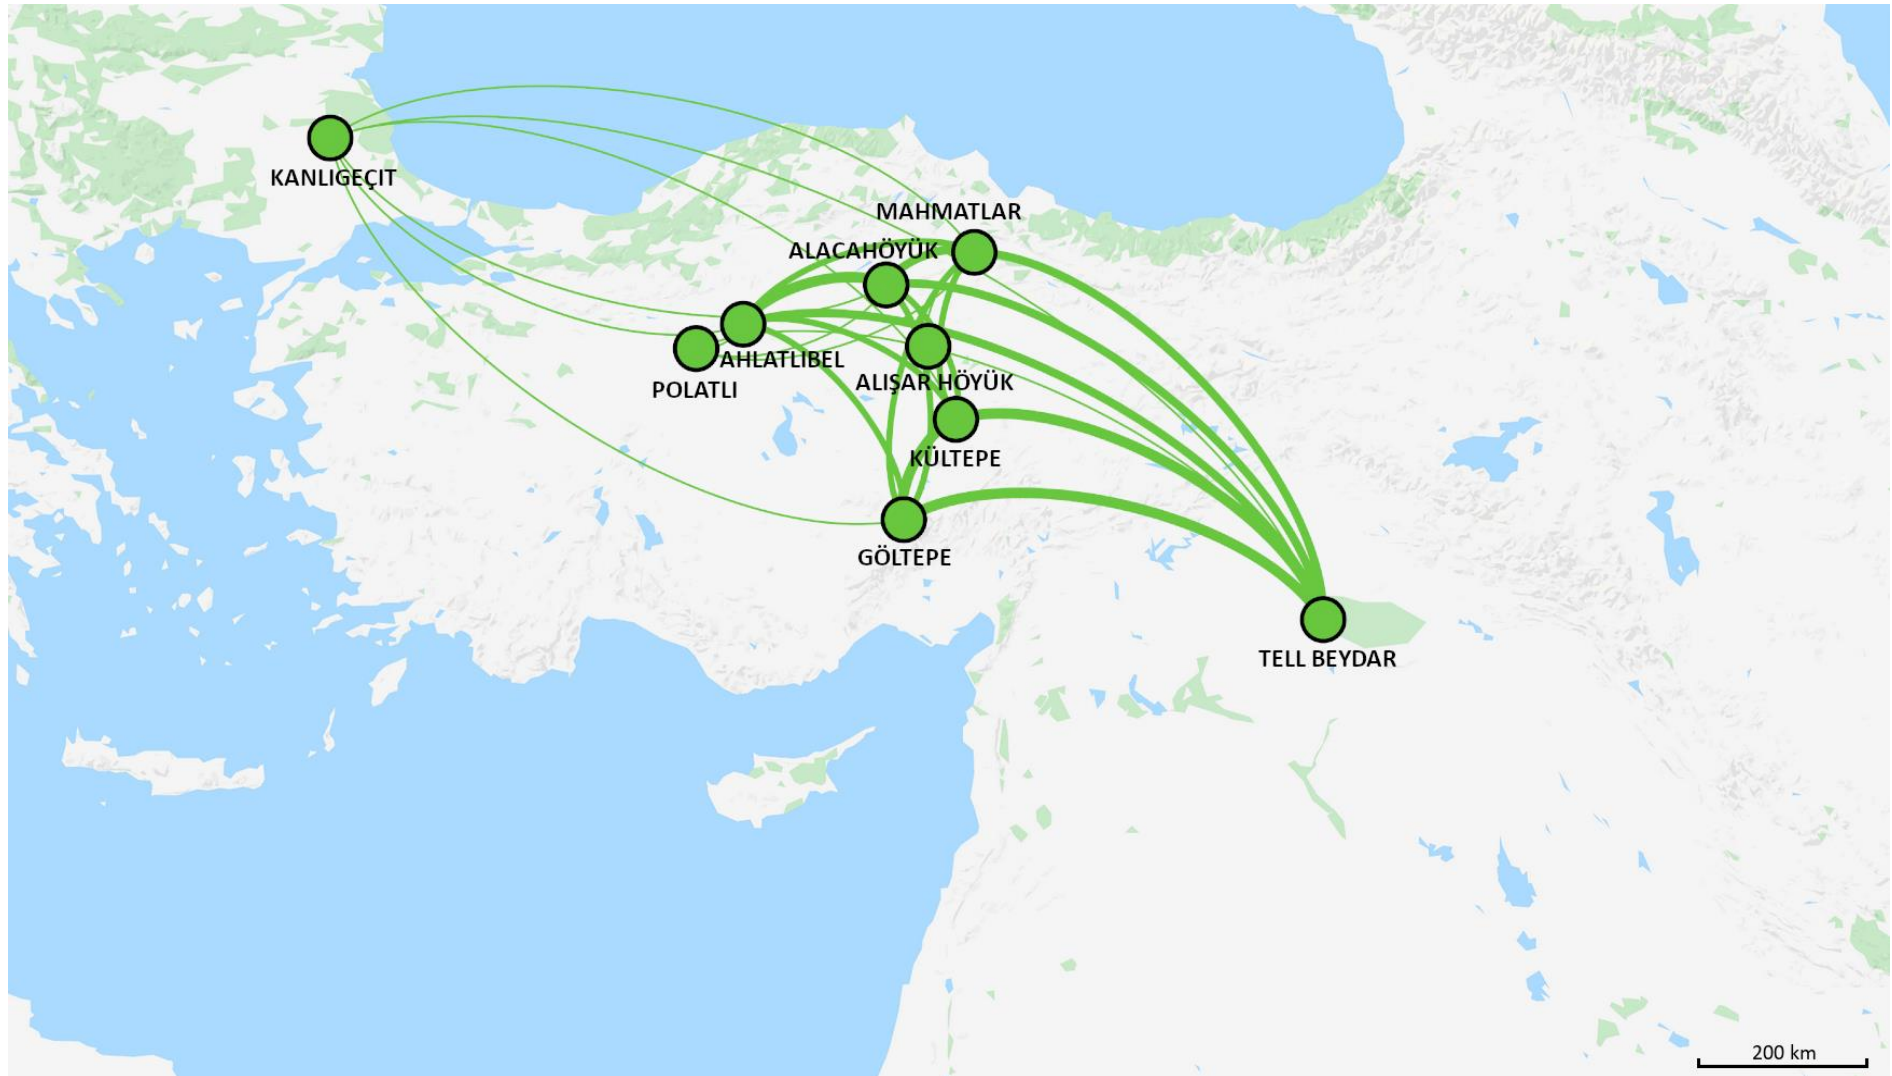 KANLIGEÇIT
MAHMATLAR
ALACAHÖYÜK
AHLATLIBEL
POLATLI
ALIŞAR HÖYÜK
KÜLTEPE
GÖLTEPE
TELL BEYDAR
200 km